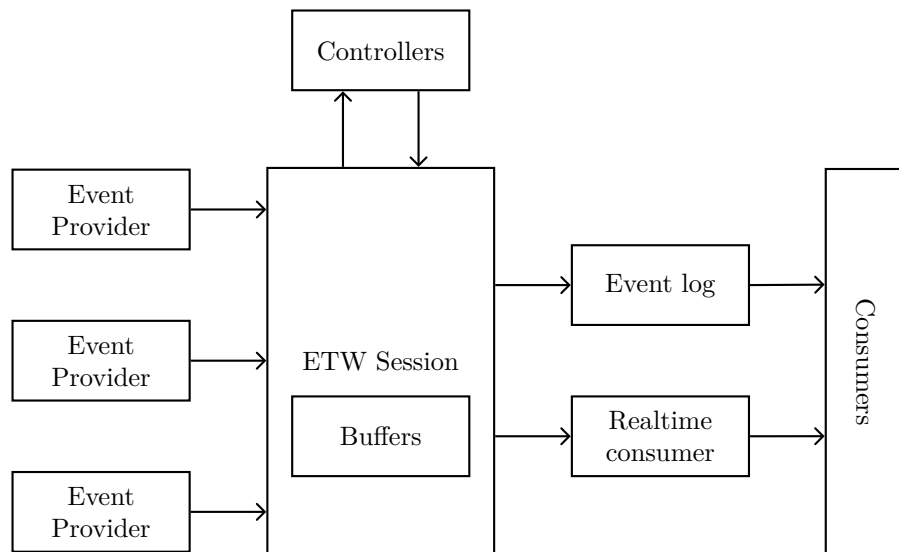 Controllers
Event
Provider
Event
Provider
Event
Provider
ETW Session
Buffers
Event log
Realtime
consumer
Consumers